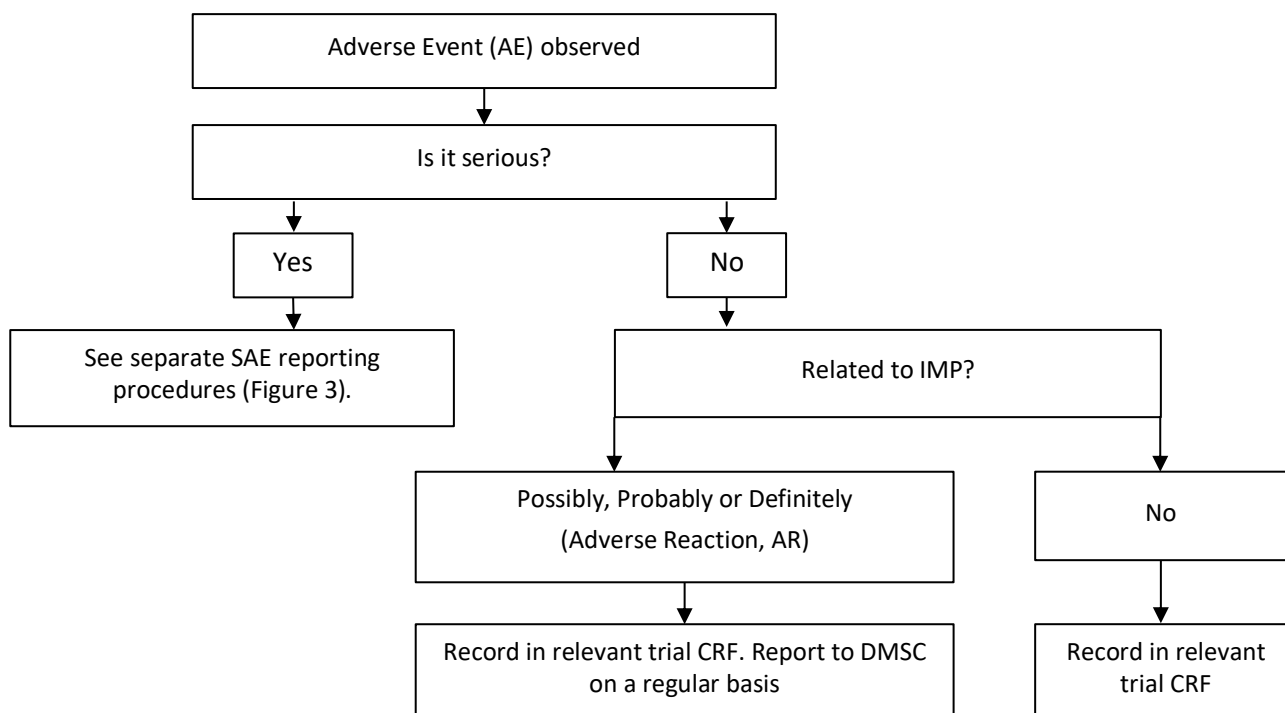 Adverse Event (AE) observed
Is it serious?
Yes
No
See separate SAE reporting
procedures (Figure 3).
Related to IMP?
Possibly, Probably or Definitely
(Adverse Reaction, AR)
No
Record in relevant trial CRF. Report to DMSC
on a regular basis
Record in relevant
trial CRF